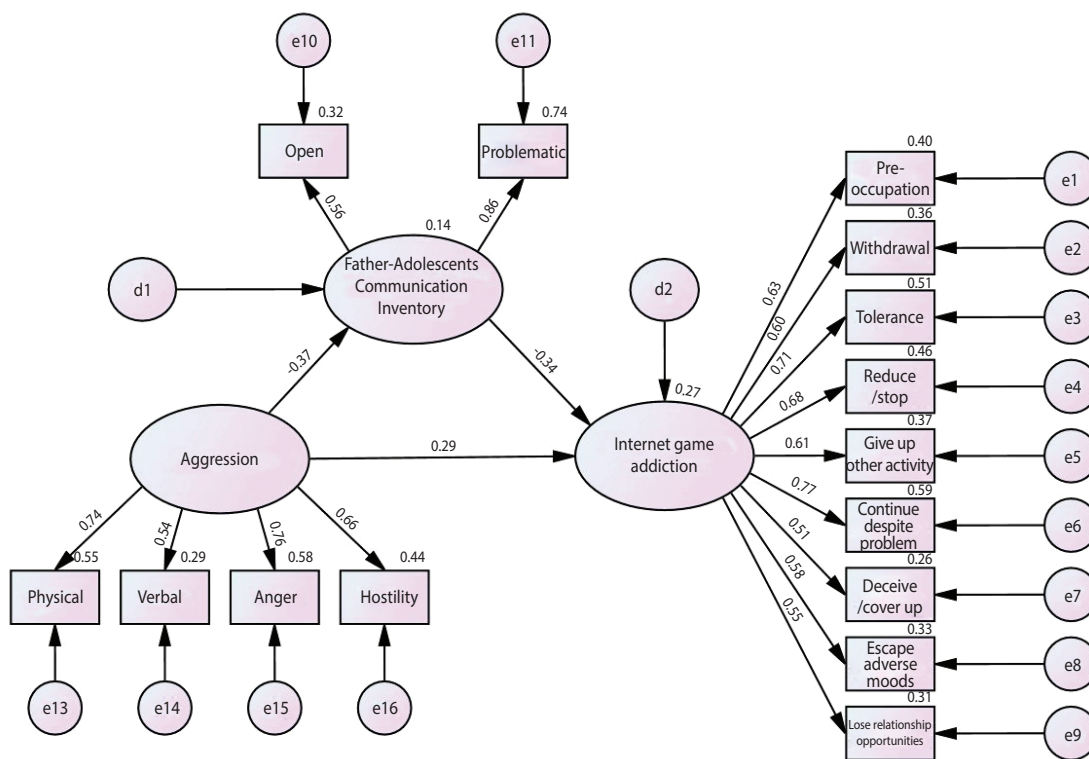 e10
e11
0.32
0.74
Open
Problematic
0.40
Pre-
occupation
e1
0.56
0.86
0.14
0.36
Father-Adolescents
Communication
Inventory
Withdrawal
e2
d1
d2
0.63
0.60
0.51
Tolerance
e3
0.71
-0.37
-0.34
0.46
Reduce
/stop
e4
0.27
0.68
0.37
Aggression
0.29
Internet game
addiction
0.61
Give up
other activity
e5
0.77
0.59
Continue
despite
problem
e6
0.74
0.54
0.76
0.66
0.51
0.26
0.55
0.29
0.58
0.44
0.58
Deceive
/cover up
e7
Physical
Verbal
Anger
Hostility
0.55
0.33
Escape
adverse
moods
e8
0.31
e13
e14
e15
e16
Lose relationship
opportunities
e9